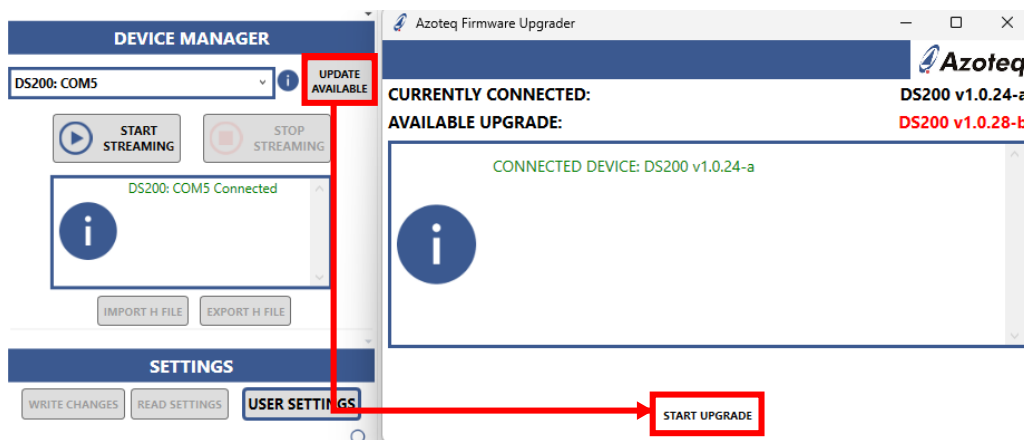 DEVICE MANAGER
DS200: COM5
UPDATE
AVAILABLE
START
STREAMING
STOP
STREAMING
DS200: COM5 Connected
IMPORT H FILE
EXPORT H FILE
SETTINGS
WRITE CHANGES
READ SETTINGS
USER SETTINGS
Azoteq Firmware Upgrader
Azoteq
CURRENTLY CONNECTED:
DS200 v1.0.24-a
AVAILABLE UPGRADE:
DS200 v1.0.28-b
CONNECTED DEVICE: DS200 v1.0.24-a
START UPGRADE